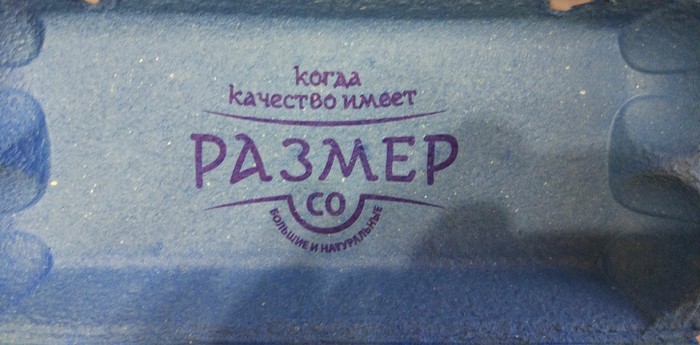 когда
качество имеет
РАЗМЕР
СО
БОЛЬШИЕ И НАТУРАЛЬНЫЕ